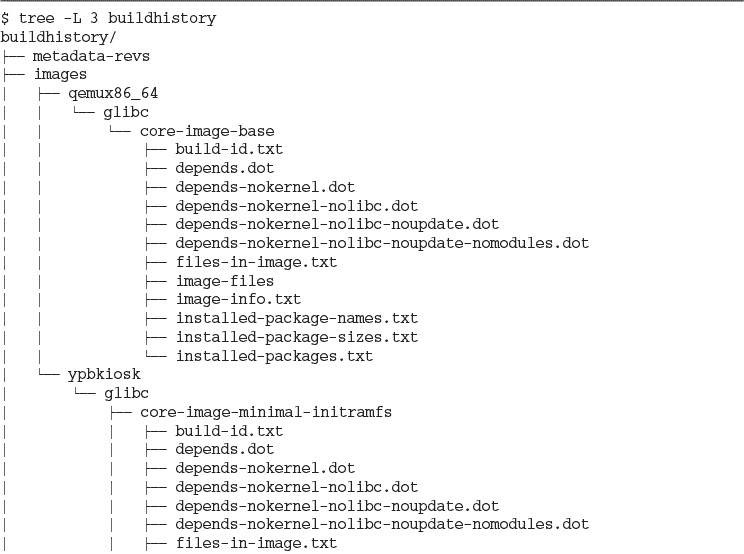 $ tree -L 3 buildhistory
buildhistory/
├── metadata-revs
├── images
│   ├── qemux86_64
│   │   └── glibc
│   │       └── core-image-base
│   │           ├── build-id.txt
│   │           ├── depends.dot
│   │           ├── depends-nokernel.dot
│   │           ├── depends-nokernel-nolibc.dot
│   │           ├── depends-nokernel-nolibc-noupdate.dot
│   │           ├── depends-nokernel-nolibc-noupdate-nomodules.dot
│   │           ├── files-in-image.txt
│   │           ├── image-files
│   │           ├── image-info.txt
│   │           ├── installed-package-names.txt
│   │           ├── installed-package-sizes.txt
│   │           └── installed-packages.txt
│   └── ypbkiosk
│       └── glibc
│           ├── core-image-minimal-initramfs
│           │   ├── build-id.txt
│           │   ├── depends.dot
│           │   ├── depends-nokernel.dot
│           │   ├── depends-nokernel-nolibc.dot
│           │   ├── depends-nokernel-nolibc-noupdate.dot
│           │   ├── depends-nokernel-nolibc-noupdate-nomodules.dot
│           │   ├── files-in-image.txt